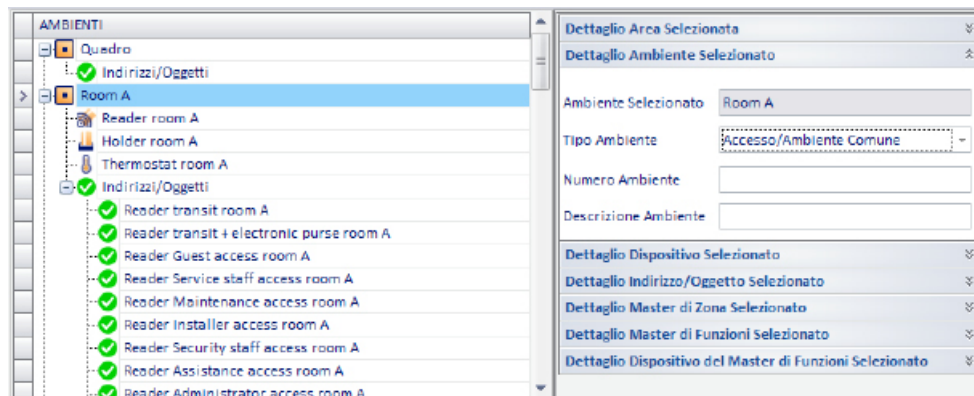 AMBIENTI
Quadro
Indirizzi/Oggetti
Room A
Reader room A
Holder room A
Thermostat room A
Indirizzi/Oggetti
Reader transit room A
Reader transit + electronic purse room A
Reader Guest access room A
Reader Service staff access room A
Reader Maintenance access room A
Reader Installer access room A
Reader Security staff access room A
Reader Assistance access room A
Reader Administrator access room A
Dettaglio Area Selezionata
Dettaglio Ambiente Selezionato
Ambiente Selezionato Room A
Tipo Ambiente Accesso/Ambiente Comune
Numero Ambiente
Descrizione Ambiente
Dettaglio Dispositivo Selezionato
Dettaglio Indirizzo/Oggetto Selezionato
Dettaglio Master di Zona Selezionato
Dettaglio Master di Funzioni Selezionato
Dettaglio Dispositivo del Master di Funzioni Selezionato